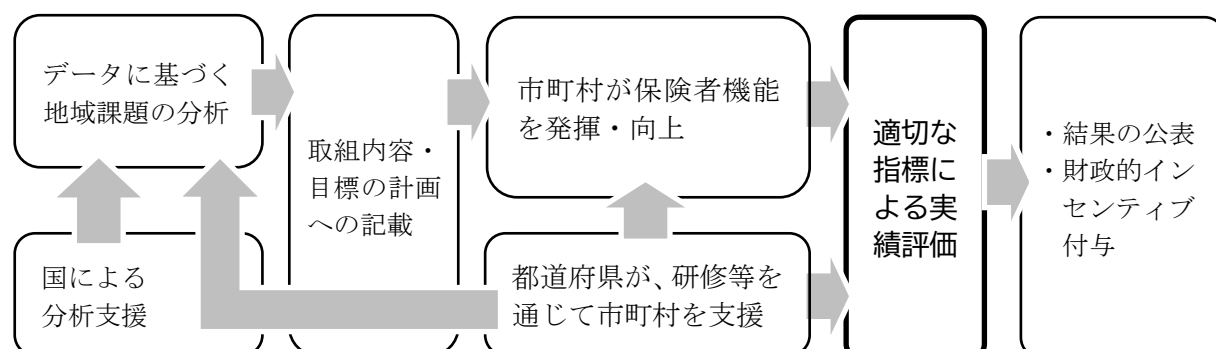 データに基づく
地域課題の分析
国による
分析支援
取組内容・
目標の計画
への記載
市町村が保険者機能
を発揮・向上
都道府県が、研修等を
通じて市町村を支援
適切な
指標に
よる実
績評価
・結果の公表
・財政的イン
センティブ
付与